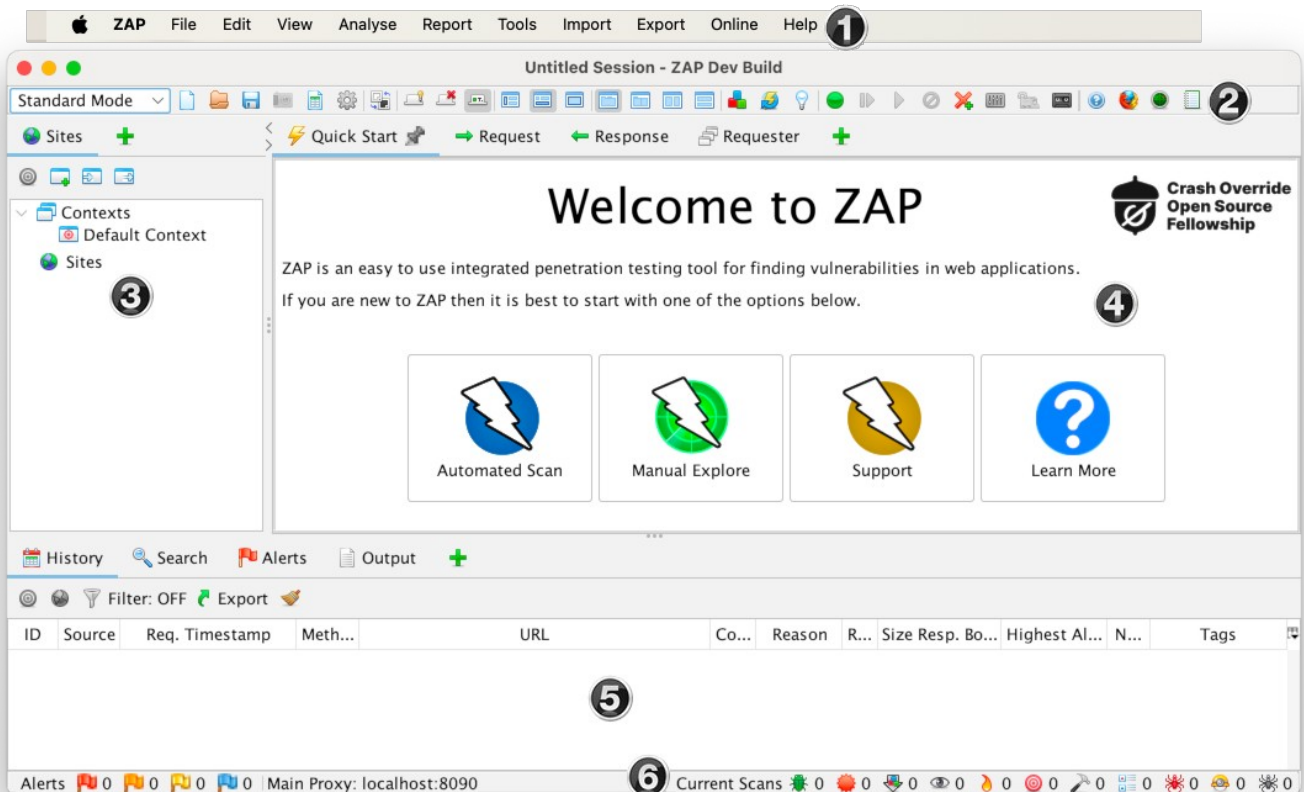 ZAP File Edit View Analyse Report Tools Import Export Online Help 1
Untitled Session - ZAP Dev Build
Standard Mode 2
Sites
Quick Start Request Response Requester
Contexts
Default Context
Sites
3
Welcome to ZAP
Crash Override
Open Source
Fellowship
ZAP is an easy to use integrated penetration testing tool for finding vulnerabilities in web applications.
If you are new to ZAP then it is best to start with one of the options below.
4
Automated Scan Manual Explore Support Learn More
History Search Alerts Output
Filter: OFF Export
ID Source Req. Timestamp Meth... URL Co... Reason R... Size Resp. Bo... Highest Al... N... Tags
5
Alerts 0 0 0 0 Main Proxy: localhost:8090 6 Current Scans 0 0 0 0 0 0 0 0 0 0 0